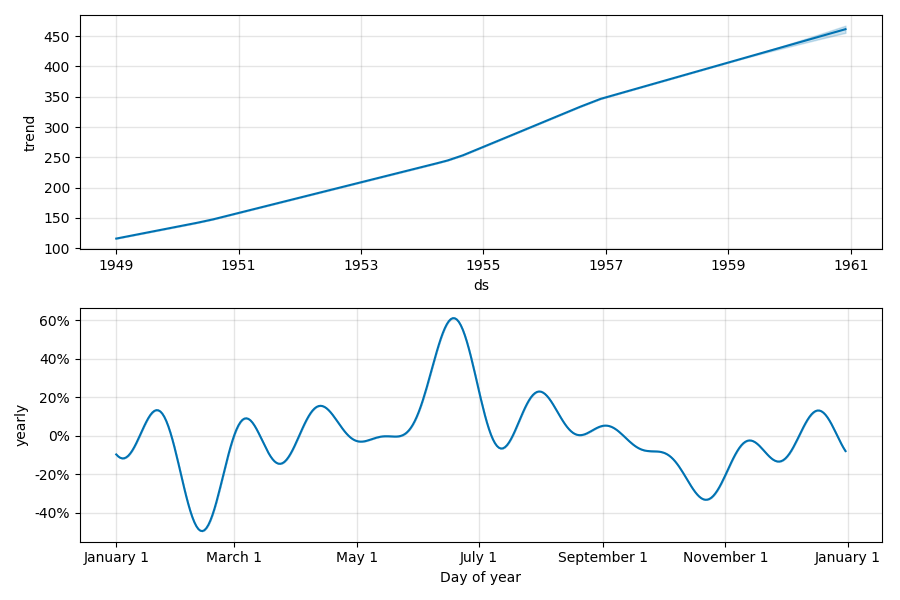 450
400
350
300
250
200
150
100
trend
1949 1951 1953 1955 1957 1959 1961
ds
60%
40%
20%
0%
-20%
-40%
yearly
January 1 March 1 May 1 July 1 September 1 November 1 January 1
Day of year